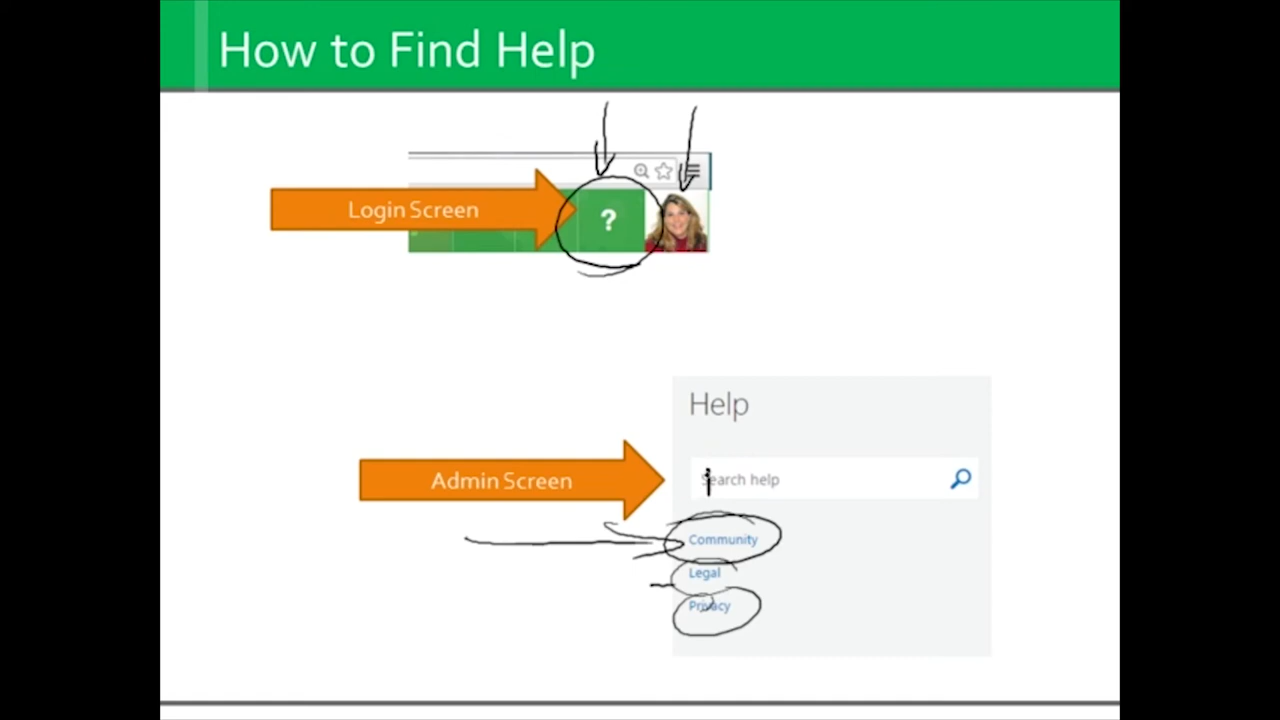 How to Find Help
Login Screen
?
Help
Admin Screen
Search help
Community
Legal
Privacy